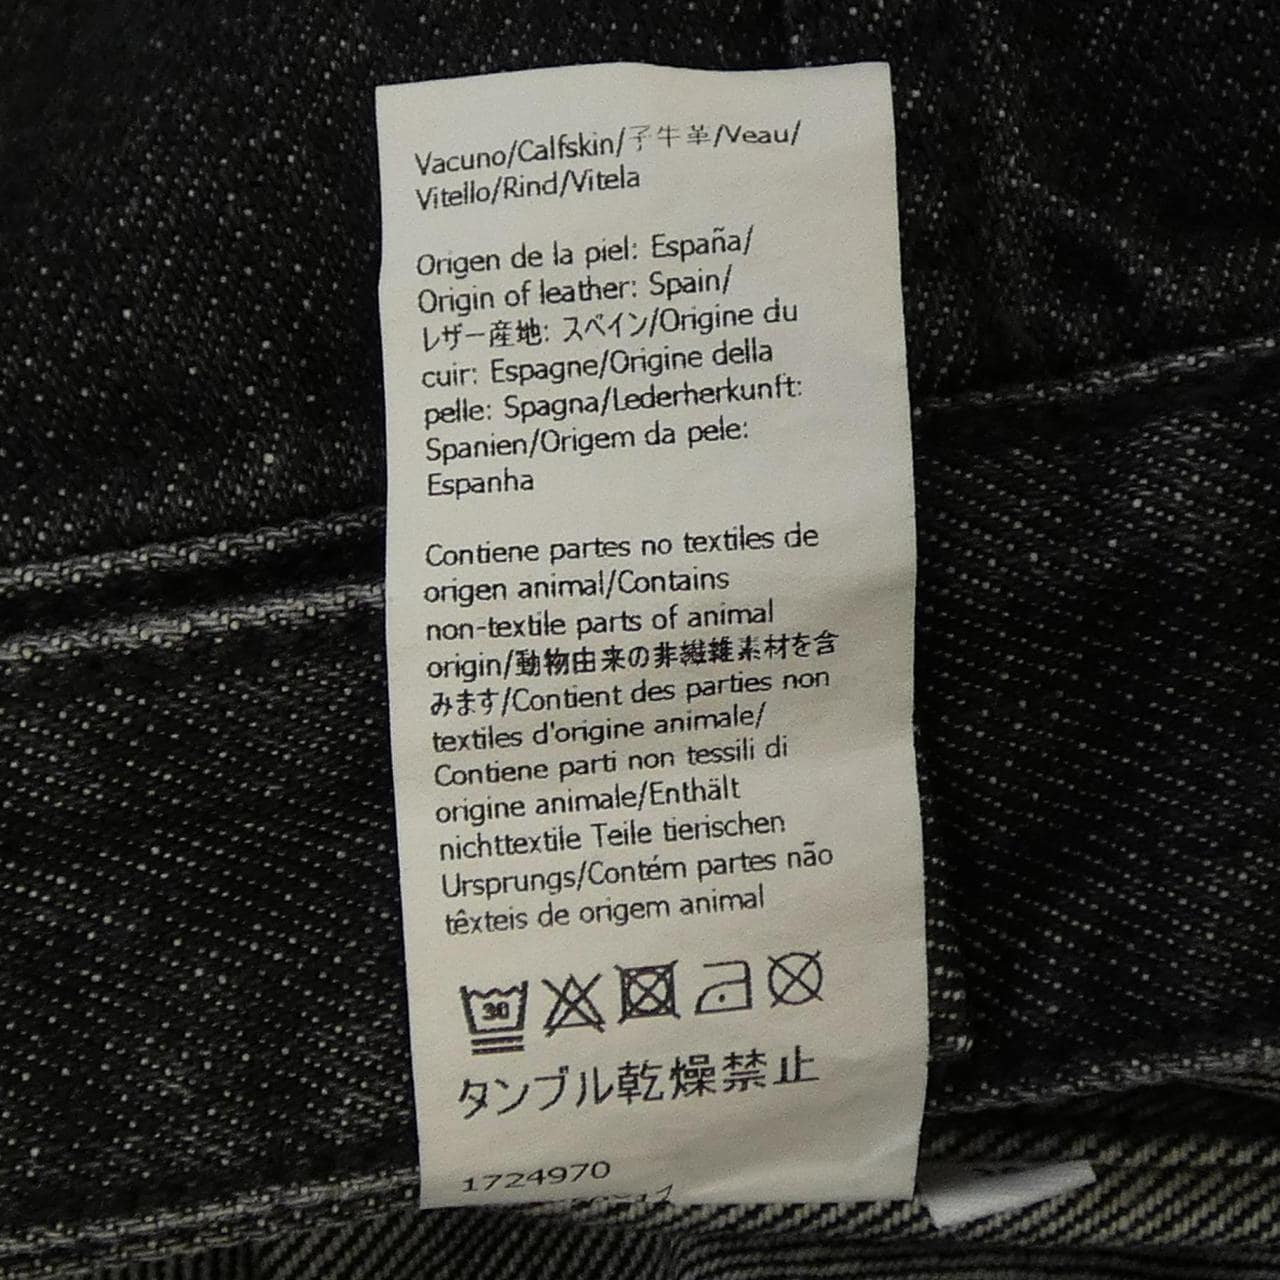 Vacuno/Calfskin/子牛革/Veau/
Vitello/Rind/Vitela
Origen de la piel: España/
Origin of leather: Spain/
レザー産地: スペイン/Origine du
cuir: Espagne/Origine della
pelle: Spagna/Lederherkunft:
Spanien/Origem da pele:
Espanha
Contiene partes no textiles de
origen animal/Contains
non-textile parts of animal
origin/動物由来の非繊維素材を含
みます/Contient des parties non
textiles d'origine animale/
Contiene parti non tessili di
origine animale/Enthält
nichttextile Teile tierischen
Ursprungs/Contém partes não
têxteis de origem animal
30
タンブル乾燥禁止
1724970